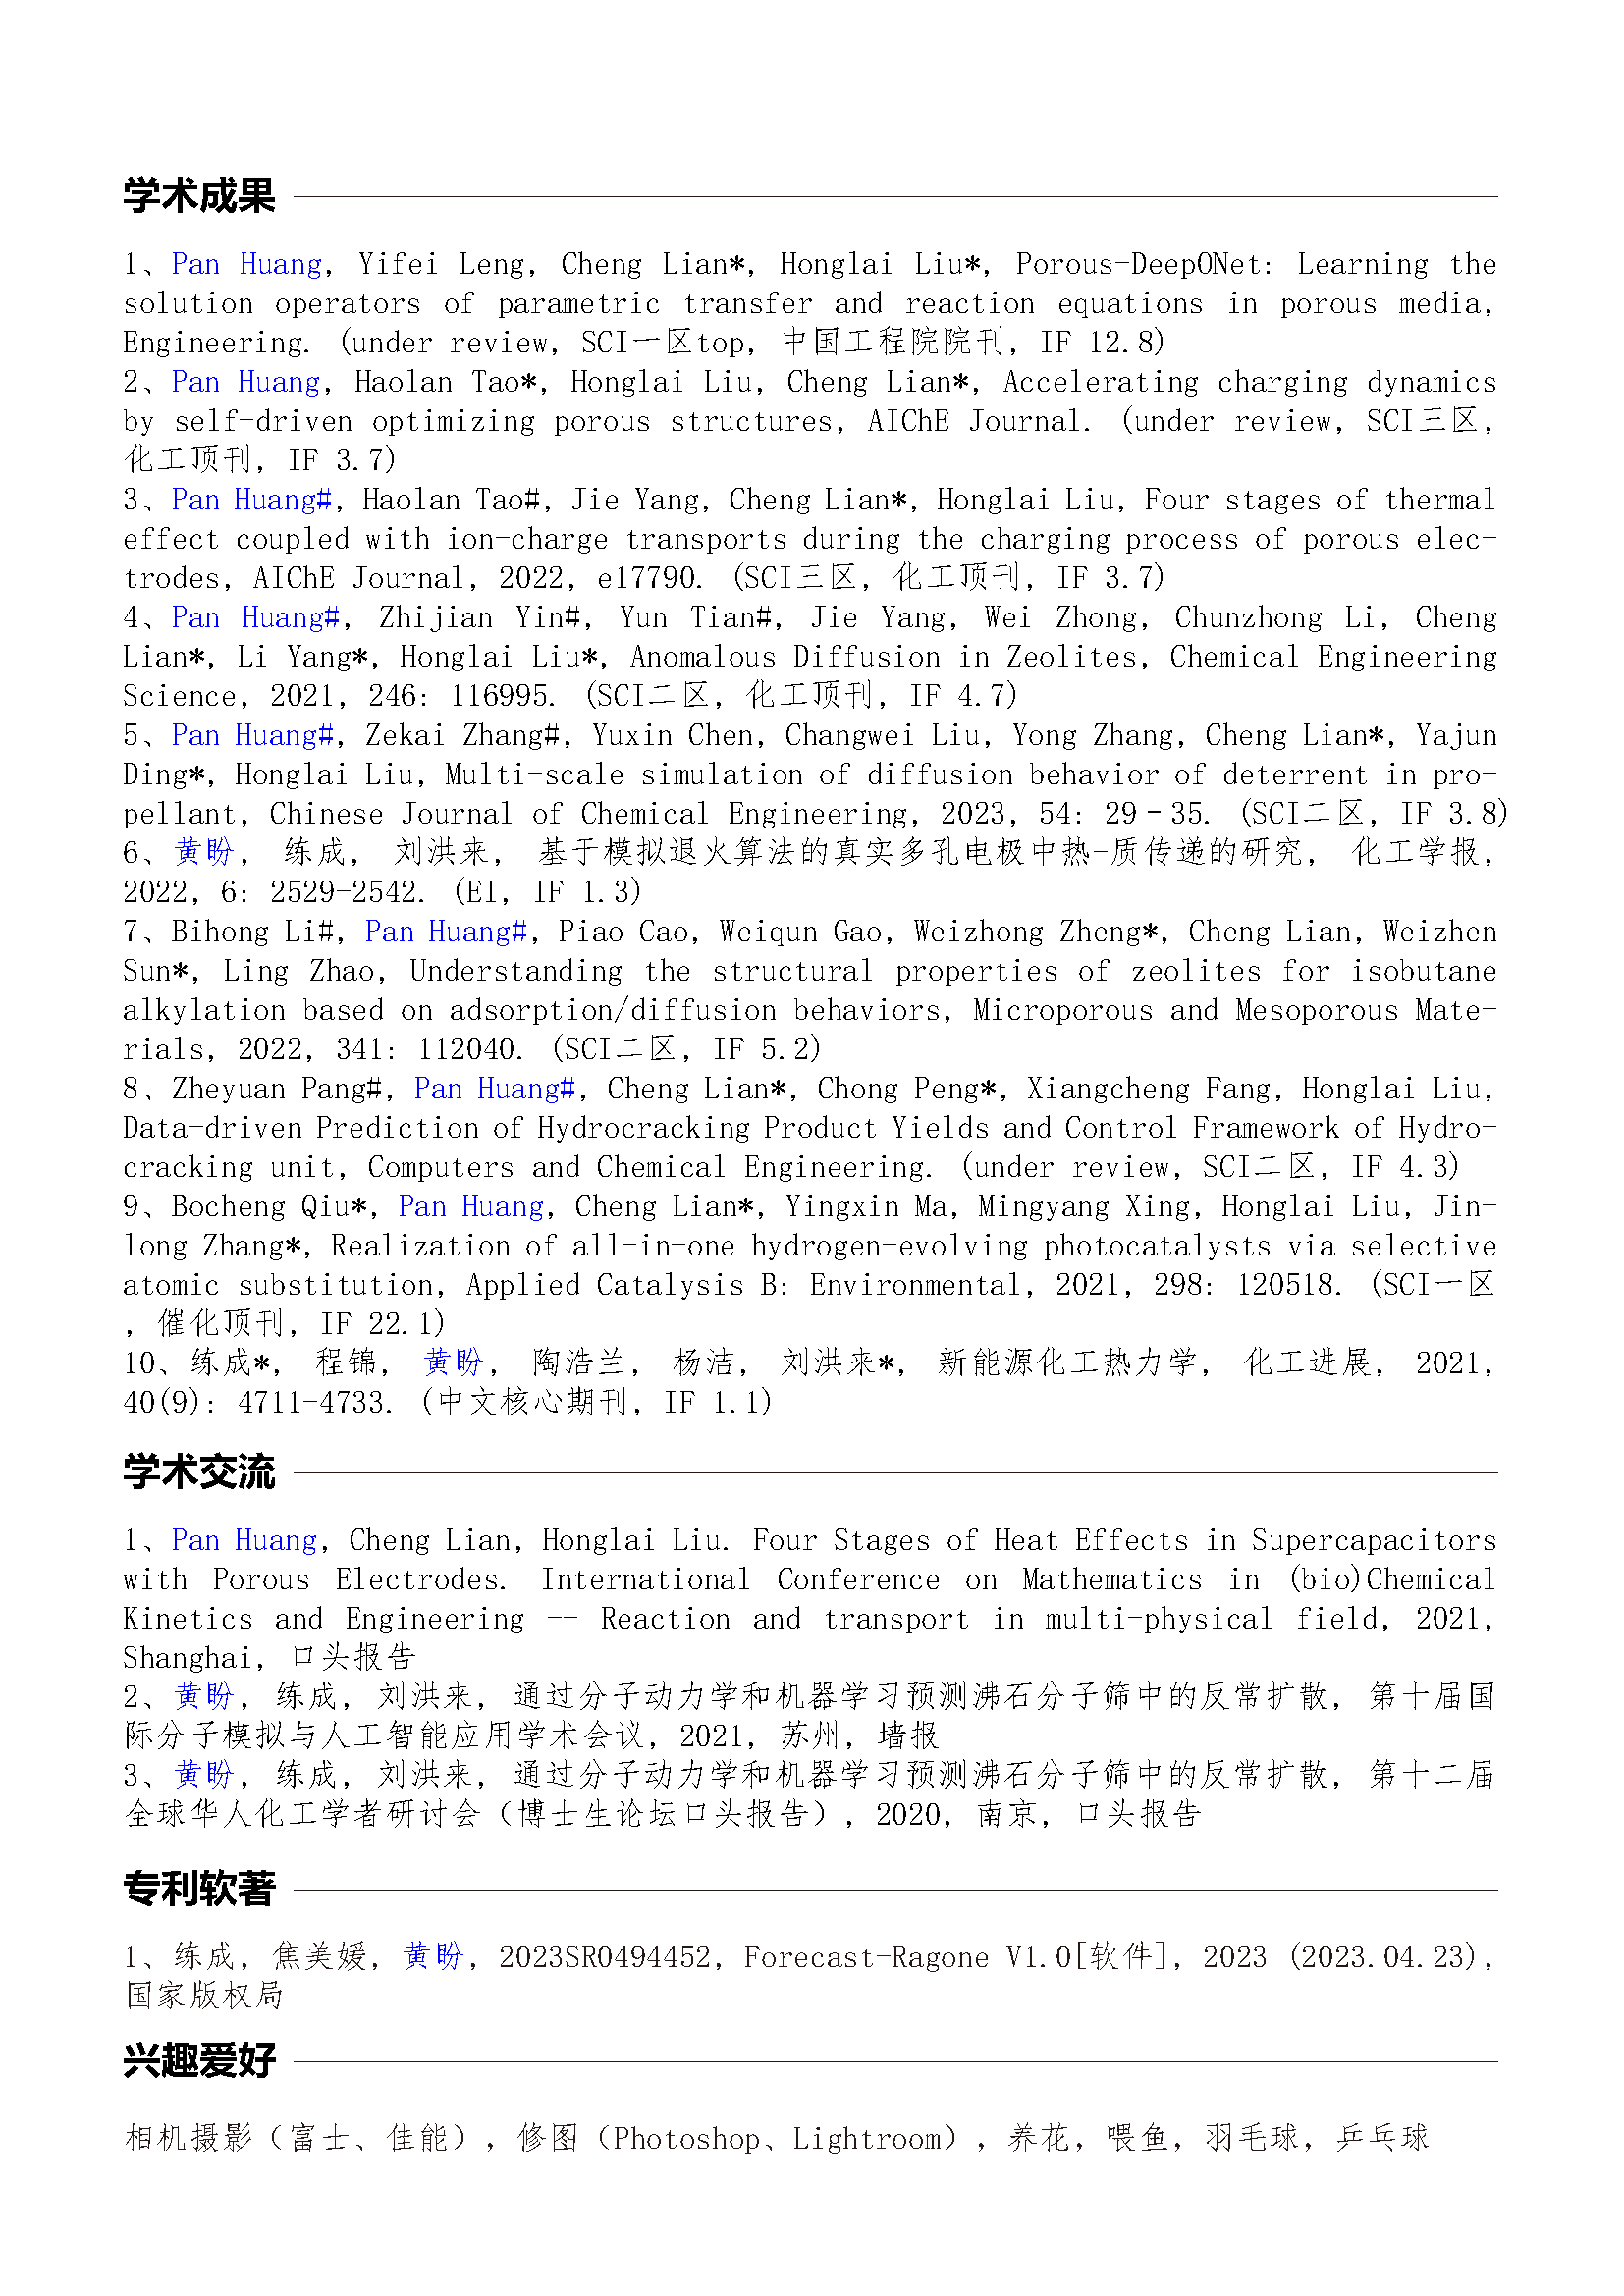 学术成果
1、Pan Huang, Yifei Leng, Cheng Lian*, Honglai Liu*, Porous-DeepONet: Learning the
solution operators of parametric transfer and reaction equations in porous media,
Engineering. (under review, SCI一区top, 中国工程院院刊, IF 12.8)
2、Pan Huang, Haolan Tao*, Honglai Liu, Cheng Lian*, Accelerating charging dynamics
by self-driven optimizing porous structures, AIChE Journal. (under review, SCI三区,
化工顶刊, IF 3.7)
3、Pan Huang#, Haolan Tao#, Jie Yang, Cheng Lian*, Honglai Liu, Four stages of thermal
effect coupled with ion-charge transports during the charging process of porous elec-
trodes, AIChE Journal, 2022, e17790. (SCI三区, 化工顶刊, IF 3.7)
4、Pan Huang#, Zhijian Yin#, Yun Tian#, Jie Yang, Wei Zhong, Chunzhong Li, Cheng
Lian*, Li Yang*, Honglai Liu*, Anomalous Diffusion in Zeolites, Chemical Engineering
Science, 2021, 246: 116995. (SCI二区, 化工顶刊, IF 4.7)
5、Pan Huang#, Zekai Zhang#, Yuxin Chen, Changwei Liu, Yong Zhang, Cheng Lian*, Yajun
Ding*, Honglai Liu, Multi-scale simulation of diffusion behavior of deterrent in pro-
pellant, Chinese Journal of Chemical Engineering, 2023, 54: 29–35. (SCI二区, IF 3.8)
6、黄盼, 练成, 刘洪来, 基于模拟退火算法的真实多孔电极中热-质传递的研究, 化工学报,
2022, 6: 2529-2542. (EI, IF 1.3)
7、Bihong Li#, Pan Huang#, Piao Cao, Weiqun Gao, Weizhong Zheng*, Cheng Lian, Weizhen
Sun*, Ling Zhao, Understanding the structural properties of zeolites for isobutane
alkylation based on adsorption/diffusion behaviors, Microporous and Mesoporous Mate-
rials, 2022, 341: 112040. (SCI二区, IF 5.2)
8、Zheyuan Pang#, Pan Huang#, Cheng Lian*, Chong Peng*, Xiangcheng Fang, Honglai Liu,
Data-driven Prediction of Hydrocracking Product Yields and Control Framework of Hydro-
cracking unit, Computers and Chemical Engineering. (under review, SCI二区, IF 4.3)
9、Bocheng Qiu*, Pan Huang, Cheng Lian*, Yingxin Ma, Mingyang Xing, Honglai Liu, Jin-
long Zhang*, Realization of all-in-one hydrogen-evolving photocatalysts via selective
atomic substitution, Applied Catalysis B: Environmental, 2021, 298: 120518. (SCI一区
, 催化顶刊, IF 22.1)
10、练成*, 程锦, 黄盼, 陶浩兰, 杨洁, 刘洪来*, 新能源化工热力学, 化工进展, 2021,
40(9): 4711-4733. (中文核心期刊, IF 1.1)
学术交流
1、Pan Huang, Cheng Lian, Honglai Liu. Four Stages of Heat Effects in Supercapacitors
with Porous Electrodes. International Conference on Mathematics in (bio)Chemical
Kinetics and Engineering -- Reaction and transport in multi-physical field, 2021,
Shanghai, 口头报告
2、黄盼, 练成, 刘洪来, 通过分子动力学和机器学习预测沸石分子筛中的反常扩散, 第十届国
际分子模拟与人工智能应用学术会议, 2021, 苏州, 墙报
3、黄盼, 练成, 刘洪来, 通过分子动力学和机器学习预测沸石分子筛中的反常扩散, 第十二届
全球华人化工学者研讨会（博士生论坛口头报告）, 2020, 南京, 口头报告
专利软著
1、练成, 焦美媛, 黄盼, 2023SR0494452, Forecast-Ragone V1.0[软件], 2023 (2023.04.23),
国家版权局
兴趣爱好
相机摄影（富士、佳能）, 修图（Photoshop、Lightroom）, 养花, 喂鱼, 羽毛球, 乒乓球